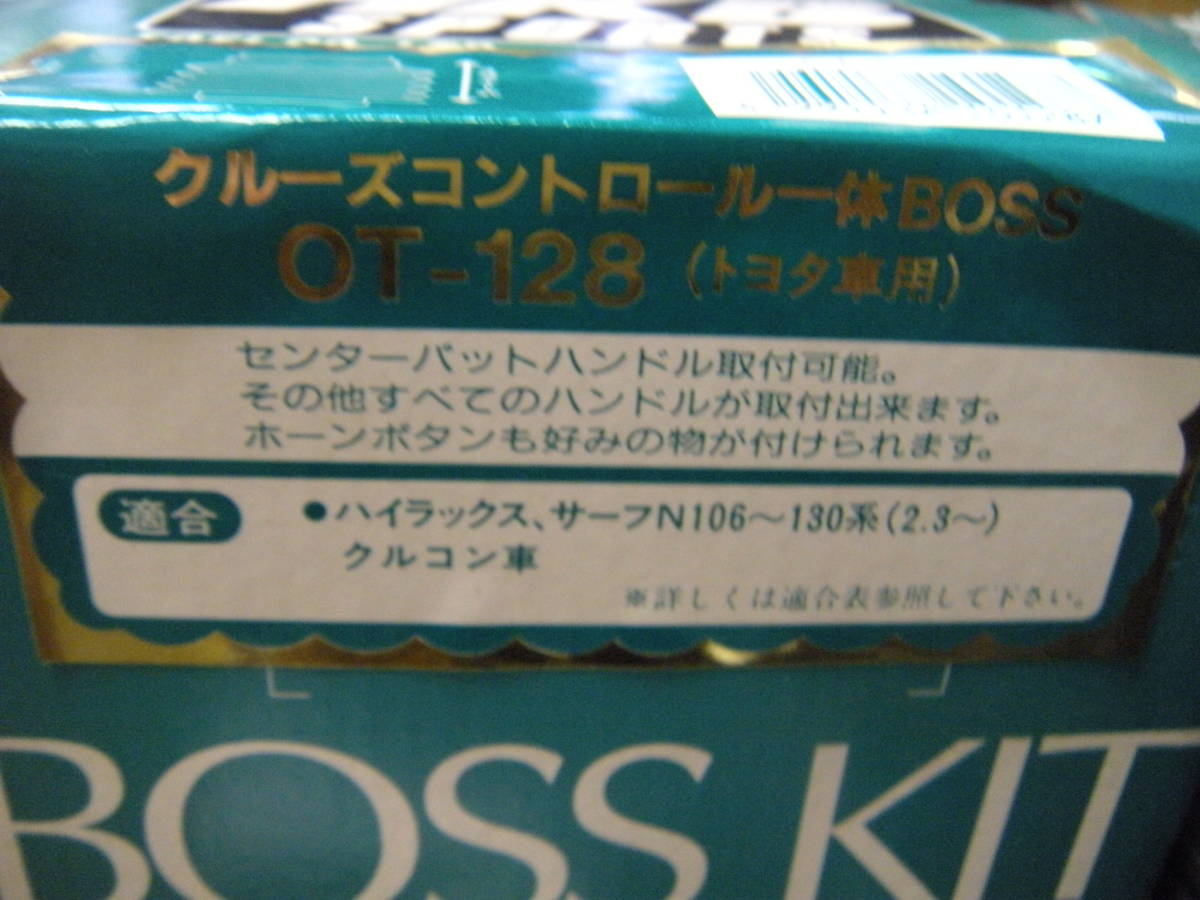 SPORTS
クルーズコントロール一体BOSS
OT-128 (トヨタ車用)
センターパットハンドル取付可能。
その他すべてのハンドルが取付出来ます。
ホーンボタンも好みの物が付けられます。
適合 ●ハイラックス、サーフN106〜130系(2.3〜)
クルコン車
※詳しくは適合表参照して下さい。
BOSS KIT